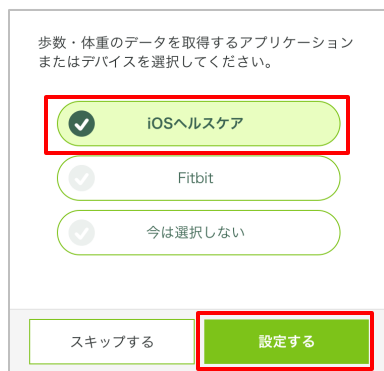 歩数・体重のデータを取得するアプリケーション
またはデバイスを選択してください。
iOSヘルスケア
Fitbit
今は選択しない
スキップする
設定する